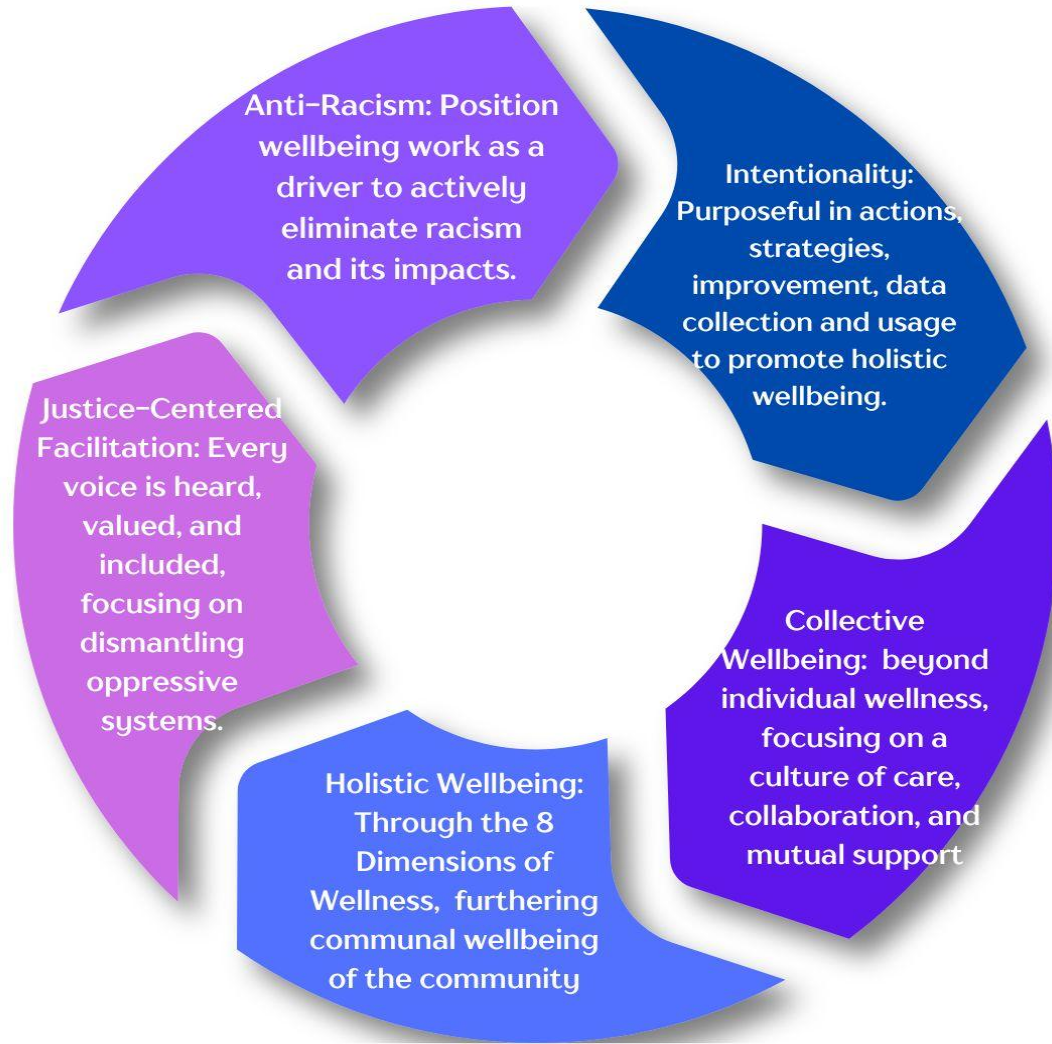 Anti-Racism: Position
wellbeing work as a
driver to actively
eliminate racism
and its impacts.
Intentionality:
Purposeful in actions,
strategies,
improvement, data
collection and usage
to promote holistic
wellbeing.
Collective
Wellbeing: beyond
individual wellness,
focusing on a
culture of care,
collaboration, and
mutual support
Holistic Wellbeing:
Through the 8
Dimensions of
Wellness, furthering
communal wellbeing
of the community
Justice-Centered
Facilitation: Every
voice is heard,
valued, and
included,
focusing on
dismantling
oppressive
systems.